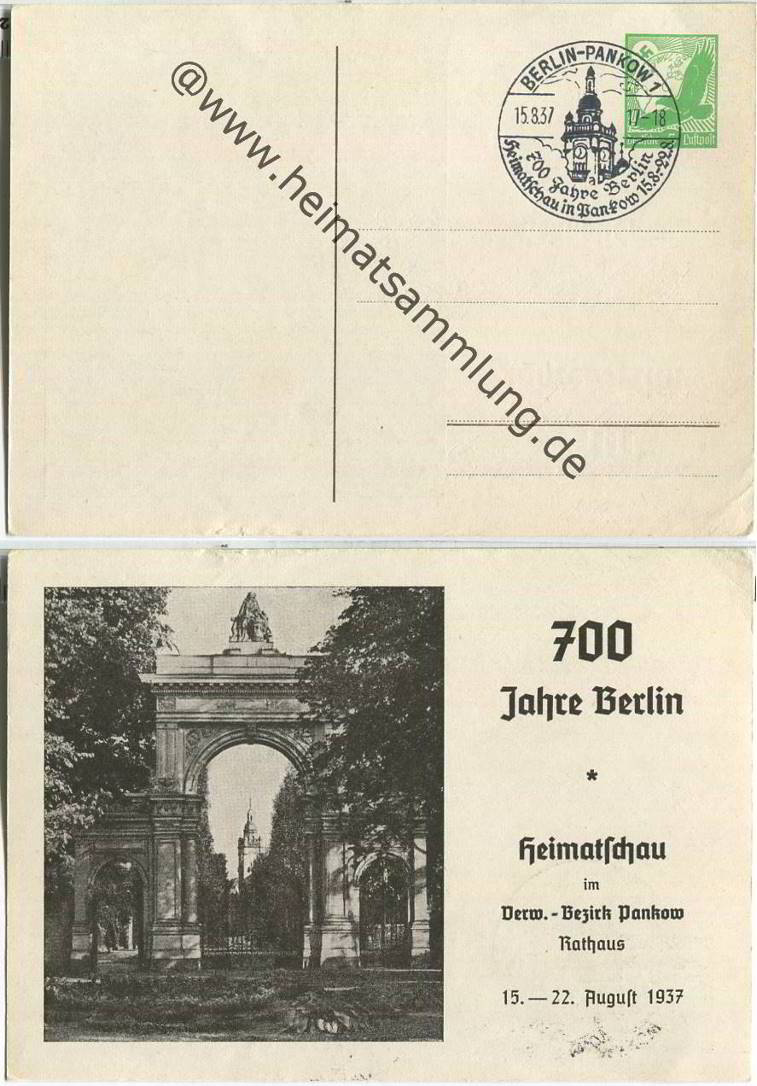 BERLIN-PANKOW 1
15.8.37
17-18
700 Jahre Berlin
Heimatschau in Pankow 15.8.-22.8.
Deutsche Luftpost
@www.heimatsammlung.de
700
Jahre Berlin
*
Heimatſchau
im
Verw.-Bezirk Pankow
Rathaus
15. — 22. Auguſt 1937